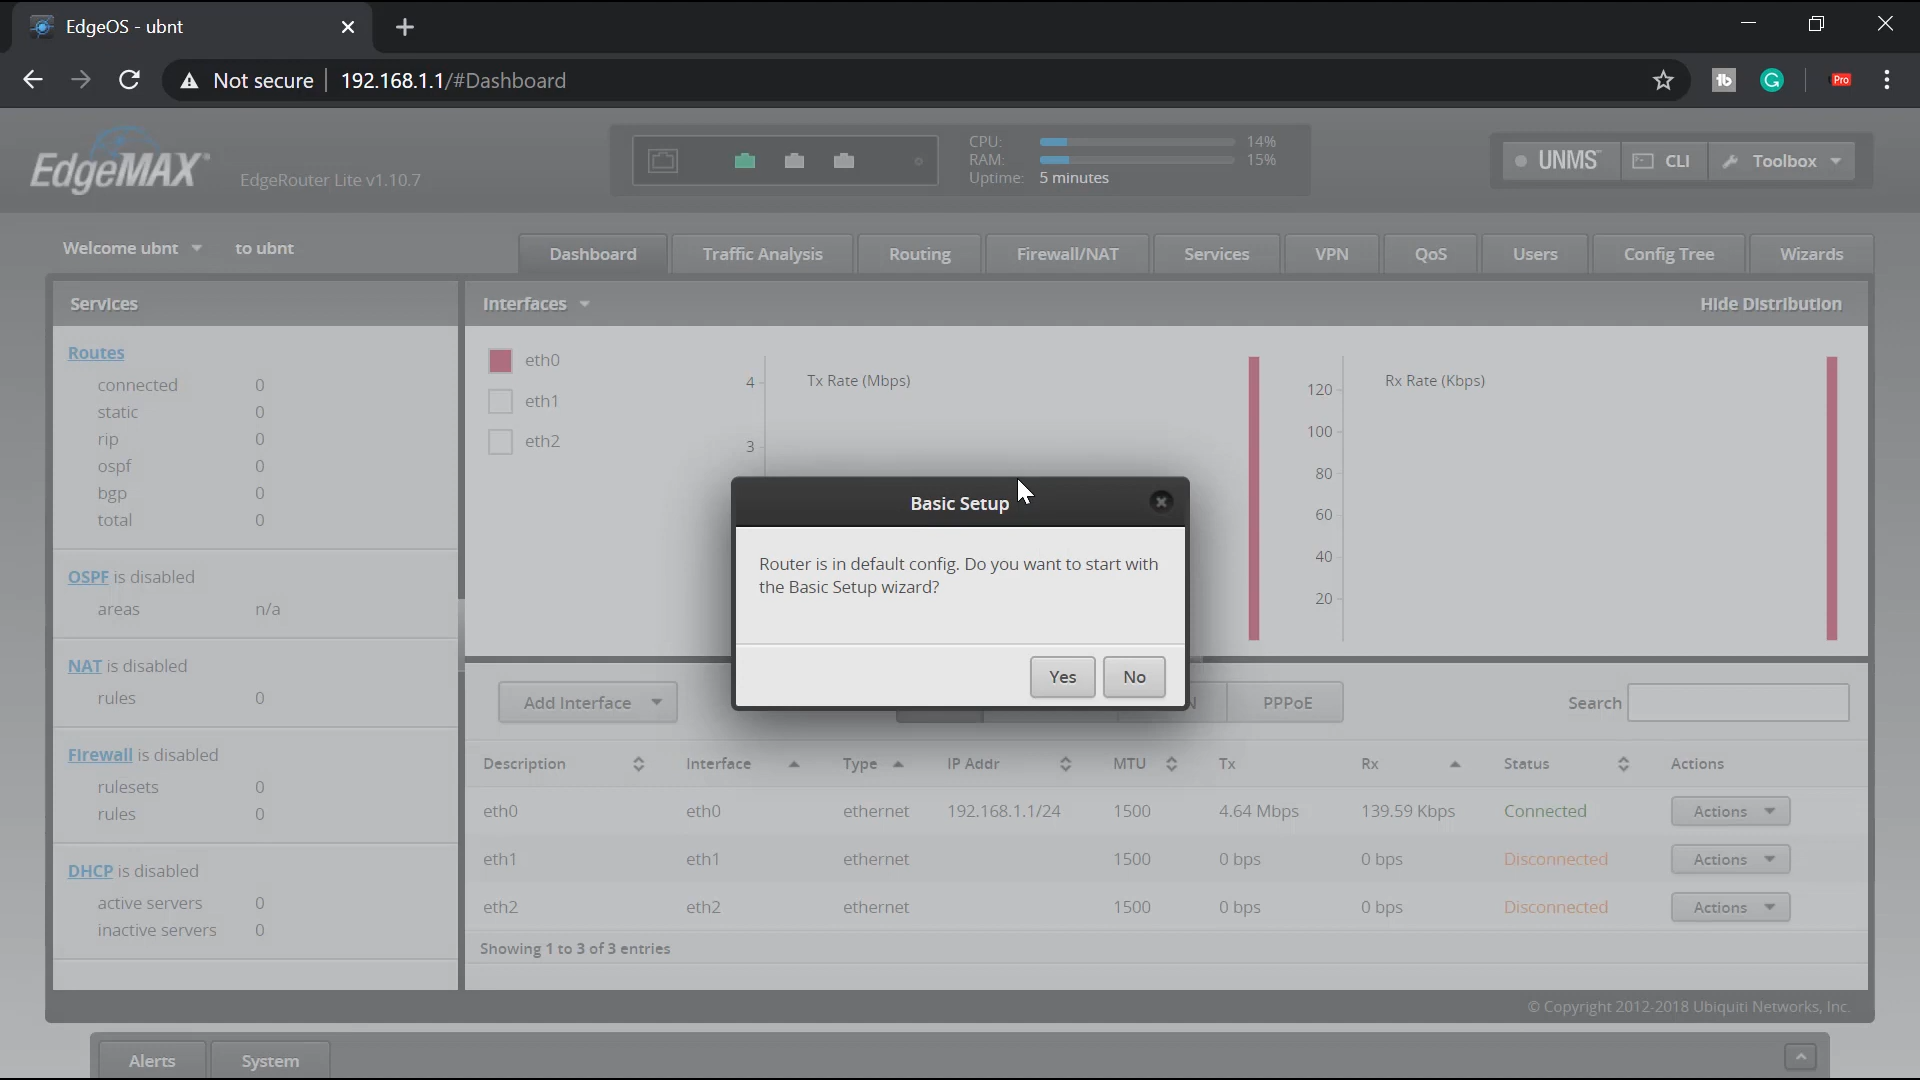 EdgeOS - ubnt
Not secure 192.168.1.1/#Dashboard
Pro
EdgeMAX
EdgeRouter Lite v1.10.7
CPU: 14%
RAM: 15%
Uptime: 5 minutes
UNMS™ CLI Toolbox
Welcome ubnt to ubnt
Dashboard Traffic Analysis Routing Firewall/NAT Services VPN QoS Users Config Tree Wizards
Services
Routes
connected 0
static 0
rip 0
ospf 0
bgp 0
total 0
OSPF is disabled
areas n/a
NAT is disabled
rules 0
Firewall is disabled
rulesets 0
rules 0
DHCP is disabled
active servers 0
inactive servers 0
Interfaces Hide Distribution
eth0
eth1
eth2
Tx Rate (Mbps)
4
3
Rx Rate (Kbps)
120
100
80
60
40
20
Basic Setup
Router is in default config. Do you want to start with
the Basic Setup wizard?
Yes No
Add Interface PPPoE Search
Description Interface Type IP Addr MTU Tx Rx Status Actions
eth0 eth0 ethernet 192.168.1.1/24 1500 4.64 Mbps 139.59 Kbps Connected Actions
eth1 eth1 ethernet 1500 0 bps 0 bps Disconnected Actions
eth2 eth2 ethernet 1500 0 bps 0 bps Disconnected Actions
Showing 1 to 3 of 3 entries
© Copyright 2012-2018 Ubiquiti Networks, Inc.
Alerts System